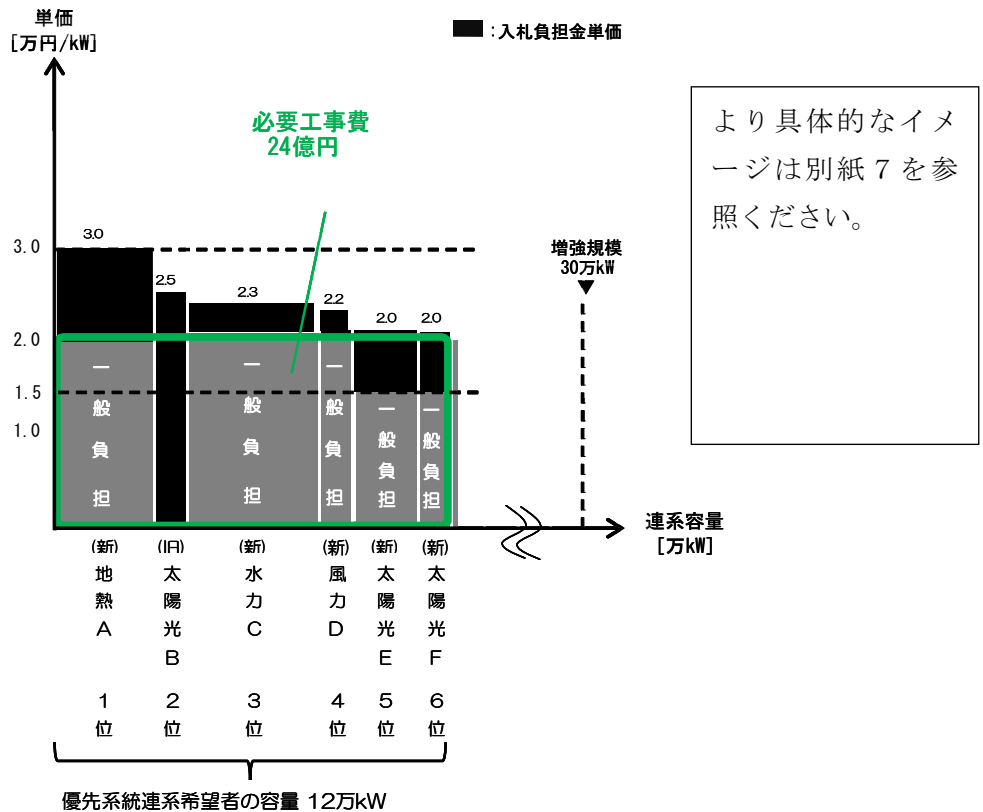 単価
[万円/kW]
:入札負担金単価
必要工事費
24億円
より具体的なイメ
ージは別紙７を参
照ください。
増強規模
30万kW
3.0
2.0
1.5
1.0
3.0
2.5
2.3
2.2
2.0
2.0
一般負担
一般負担
一般負担
一般負担
一般負担
連系容量
[万kW]
(新)地熱A
(旧)太陽光B
(新)水力C
(新)風力D
(新)太陽光E
(新)太陽光F
1位
2位
3位
4位
5位
6位
優先系統連系希望者の容量 12万kW